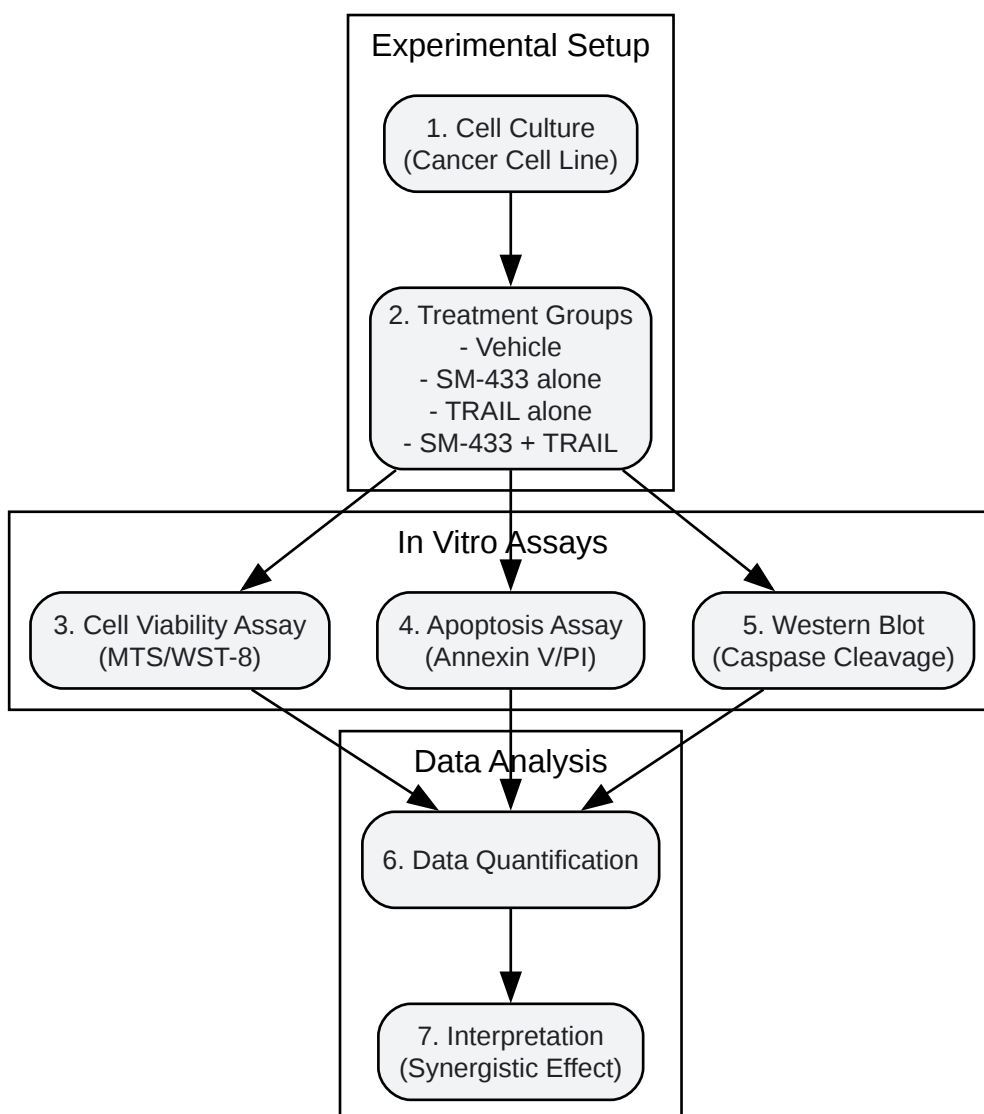 Experimental Setup
1. Cell Culture
(Cancer Cell Line)
2. Treatment Groups
- Vehicle
- SM-433 alone
- TRAIL alone
- SM-433 + TRAIL
In Vitro Assays
3. Cell Viability Assay
(MTS/WST-8)
4. Apoptosis Assay
(Annexin V/PI)
5. Western Blot
(Caspase Cleavage)
Data Analysis
6. Data Quantification
7. Interpretation
(Synergistic Effect)